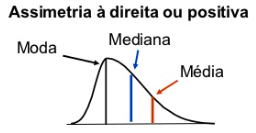 Assimetria à direita ou positiva
Mediana
Moda
Média